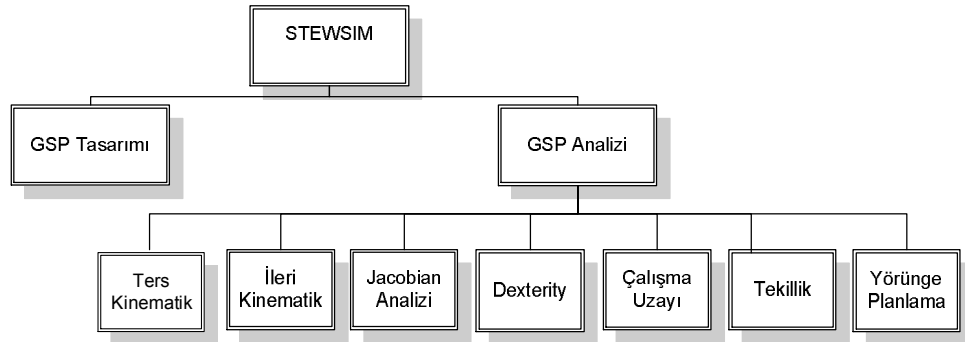 STEWSIM
GSP Tasarımı
GSP Analizi
Ters
Kinematik
İleri
Kinematik
Jacobian
Analizi
Dexterity
Çalışma
Uzayı
Tekillik
Yörünge
Planlama